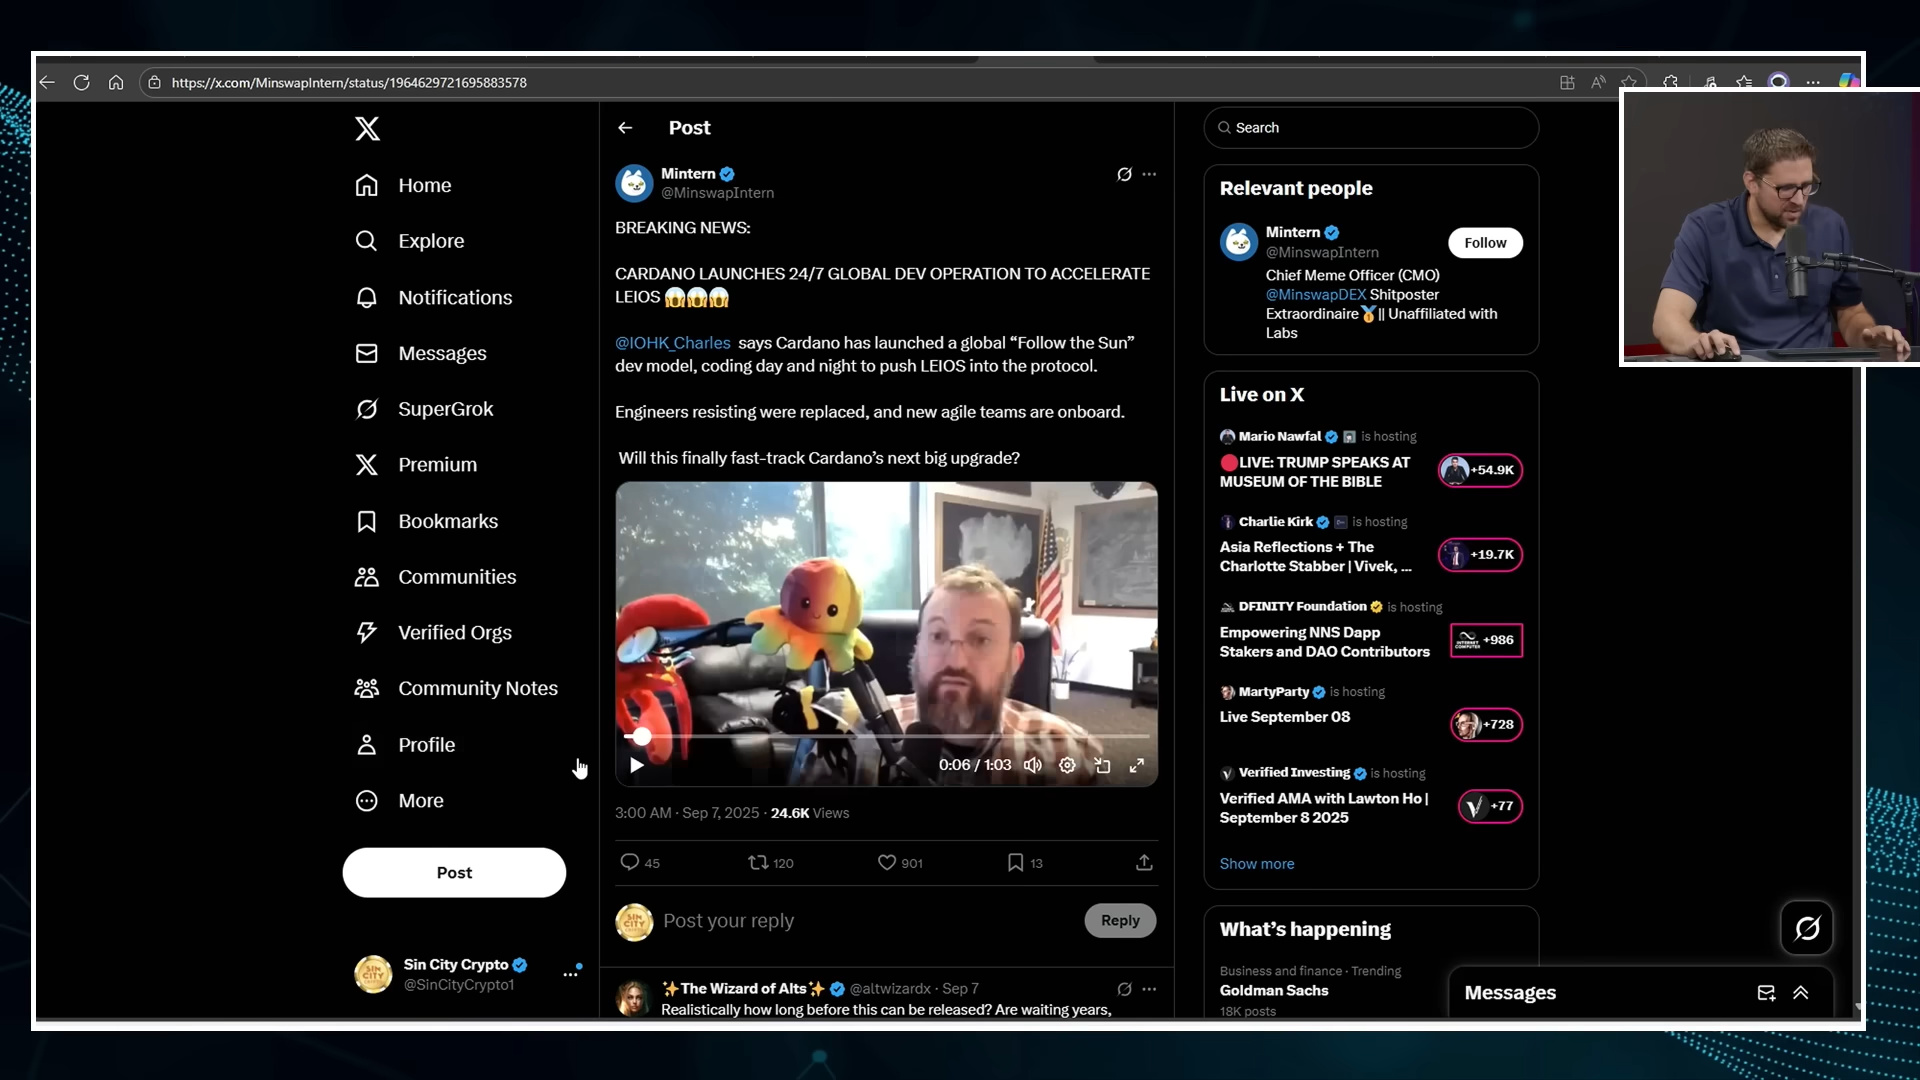 https://x.com/MinswapIntern/status/1964629721695883578
Home
Explore
Notifications
Messages
SuperGrok
Premium
Bookmarks
Communities
Verified Orgs
Community Notes
Profile
More
Post
Sin City Crypto
@SinCityCrypto1
Post
Mintern
@MinswapIntern
BREAKING NEWS:
CARDANO LAUNCHES 24/7 GLOBAL DEV OPERATION TO ACCELERATE
LEIOS 😱😱😱
@IOHK_Charles says Cardano has launched a global “Follow the Sun”
dev model, coding day and night to push LEIOS into the protocol.
Engineers resisting were replaced, and new agile teams are onboard.
Will this finally fast-track Cardano’s next big upgrade?
0:06 / 1:03
3:00 AM · Sep 7, 2025 · 24.6K Views
45 120 901 13
Post your reply
Reply
✨The Wizard of Alts✨ @altwizardx · Sep 7
Realistically how long before this can be released? Are waiting years,
Search
Relevant people
Mintern
@MinswapIntern
Follow
Chief Meme Officer (CMO)
@MinswapDEX Shitposter
Extraordinaire🥇|| Unaffiliated with
Labs
Live on X
Mario Nawfal is hosting
🔴LIVE: TRUMP SPEAKS AT
MUSEUM OF THE BIBLE
+54.9K
Charlie Kirk is hosting
Asia Reflections + The
Charlotte Stabber | Vivek, ...
+19.7K
DFINITY Foundation is hosting
Empowering NNS Dapp
Stakers and DAO Contributors
+986
MartyParty is hosting
Live September 08
+728
Verified Investing is hosting
Verified AMA with Lawton Ho |
September 8 2025
+77
Show more
What’s happening
Business and finance · Trending
Goldman Sachs
18K posts
Messages